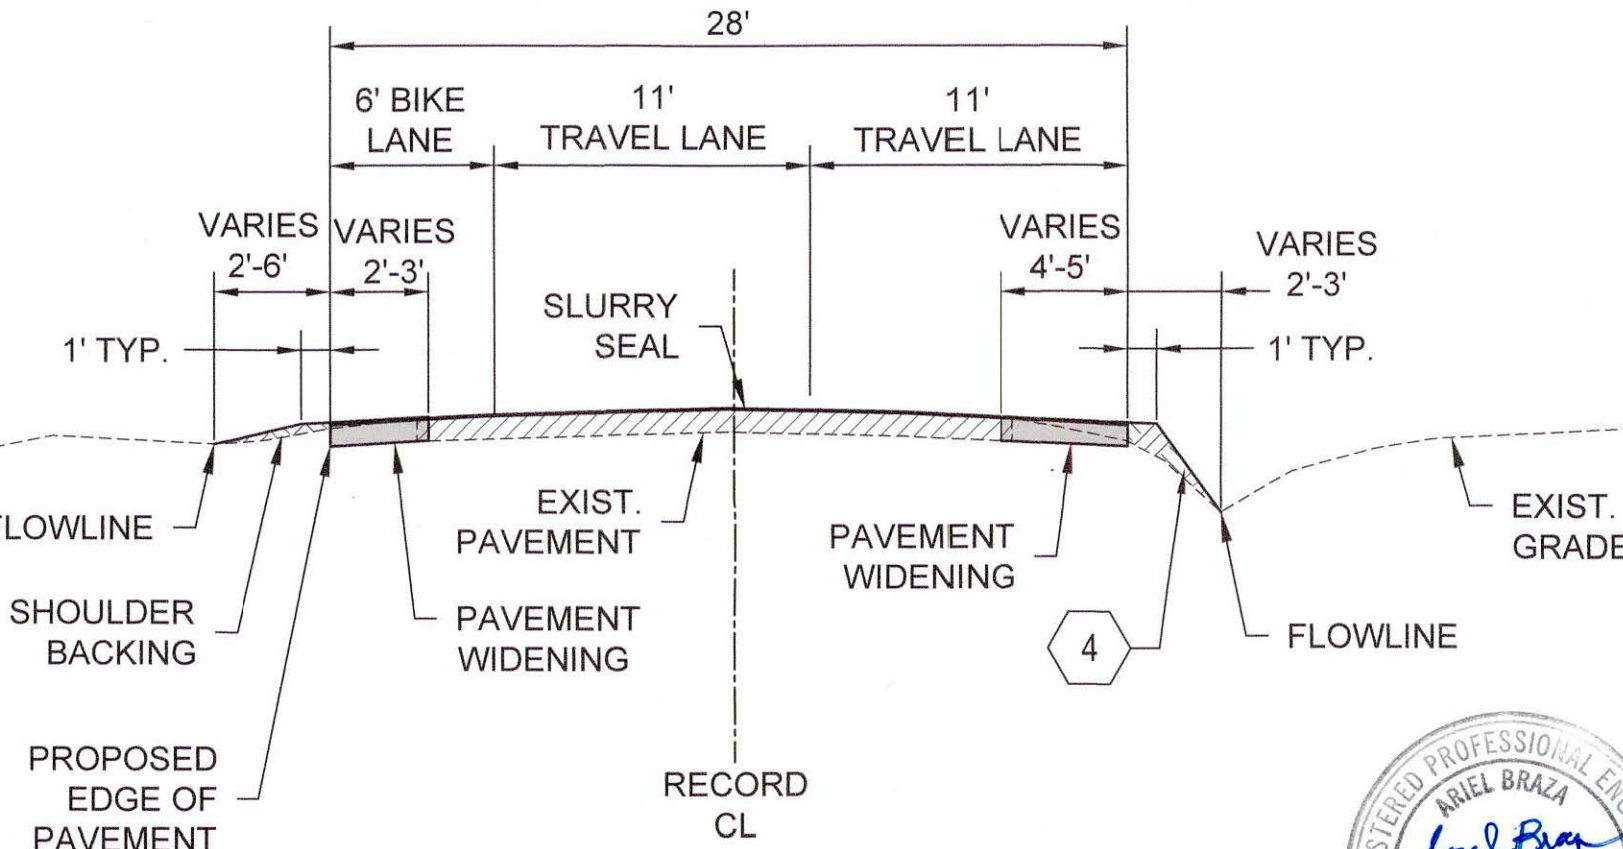 28'
6' BIKE
LANE
11'
TRAVEL LANE
11'
TRAVEL LANE
VARIES
2'-6'
VARIES
2'-3'
VARIES
4'-5'
VARIES
2'-3'
1' TYP.
SLURRY
SEAL
1' TYP.
FLOWLINE
EXIST.
PAVEMENT
PAVEMENT
WIDENING
EXIST.
GRADE
SHOULDER
BACKING
PAVEMENT
WIDENING
4
FLOWLINE
PROPOSED
EDGE OF
PAVEMENT
RECORD
CL
PROFESSIONAL
ARIEL BRAZA